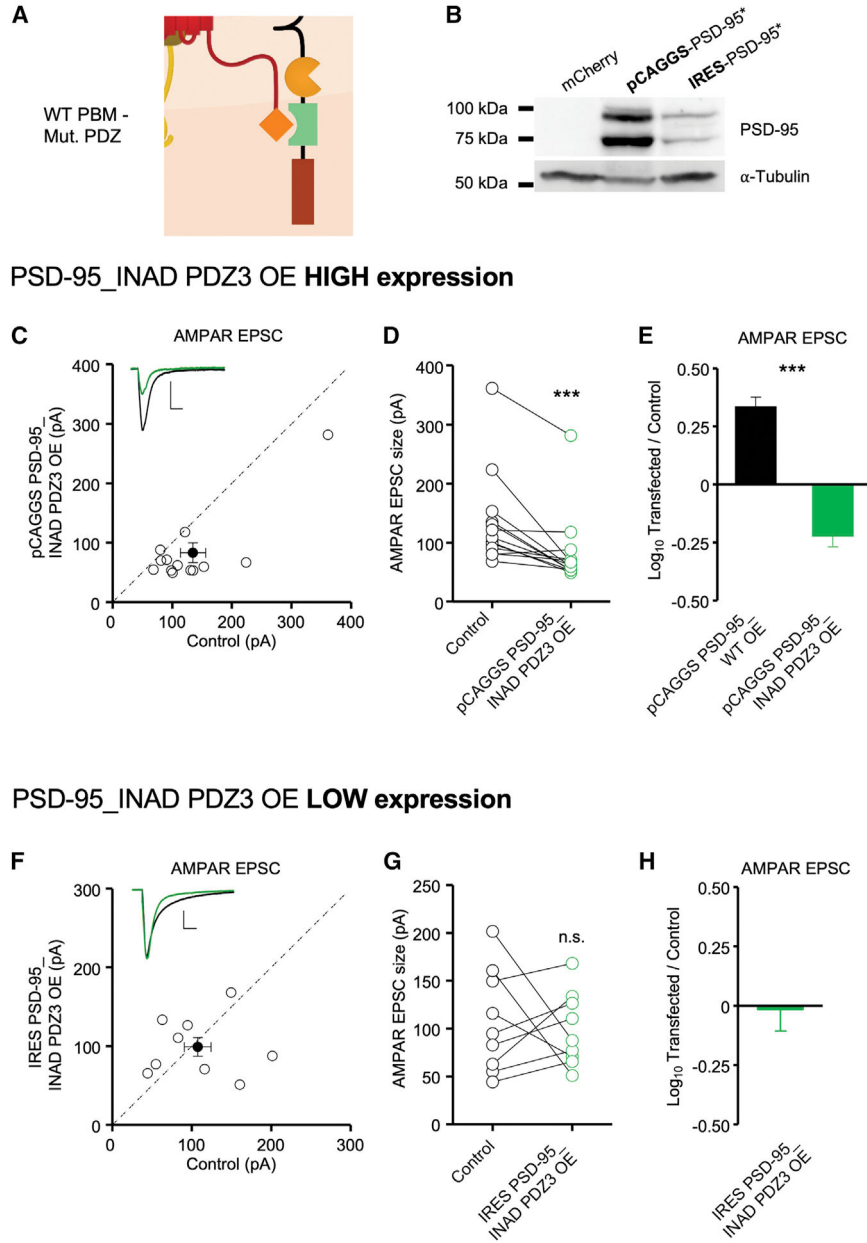 A
WT PBM -
Mut. PDZ
B
mCherry
pCAGGS-PSD-95*
IRES-PSD-95*
100 kDa
75 kDa
50 kDa
PSD-95
α-Tubulin
PSD-95_INAD PDZ3 OE HIGH expression
C
AMPAR EPSC
pCAGGS PSD-95_
INAD PDZ3 OE (pA)
400
300
200
100
0
0
100
200
300
400
Control (pA)
D
AMPAR EPSC size (pA)
400
300
200
100
0
***
Control
pCAGGS PSD-95_
INAD PDZ3 OE
E
AMPAR EPSC
***
Log10 Transfected / Control
0.50
0.25
0
-0.25
-0.50
pCAGGS PSD-95_
WT OE
pCAGGS PSD-95_
INAD PDZ3 OE
PSD-95_INAD PDZ3 OE LOW expression
F
AMPAR EPSC
IRES PSD-95_
INAD PDZ3 OE (pA)
300
200
100
0
0
100
200
300
Control (pA)
G
AMPAR EPSC size (pA)
250
200
150
100
50
0
n.s.
Control
IRES PSD-95_
INAD PDZ3 OE
H
AMPAR EPSC
Log10 Transfected / Control
0.50
0.25
0
-0.25
-0.50
IRES PSD-95_
INAD PDZ3 OE